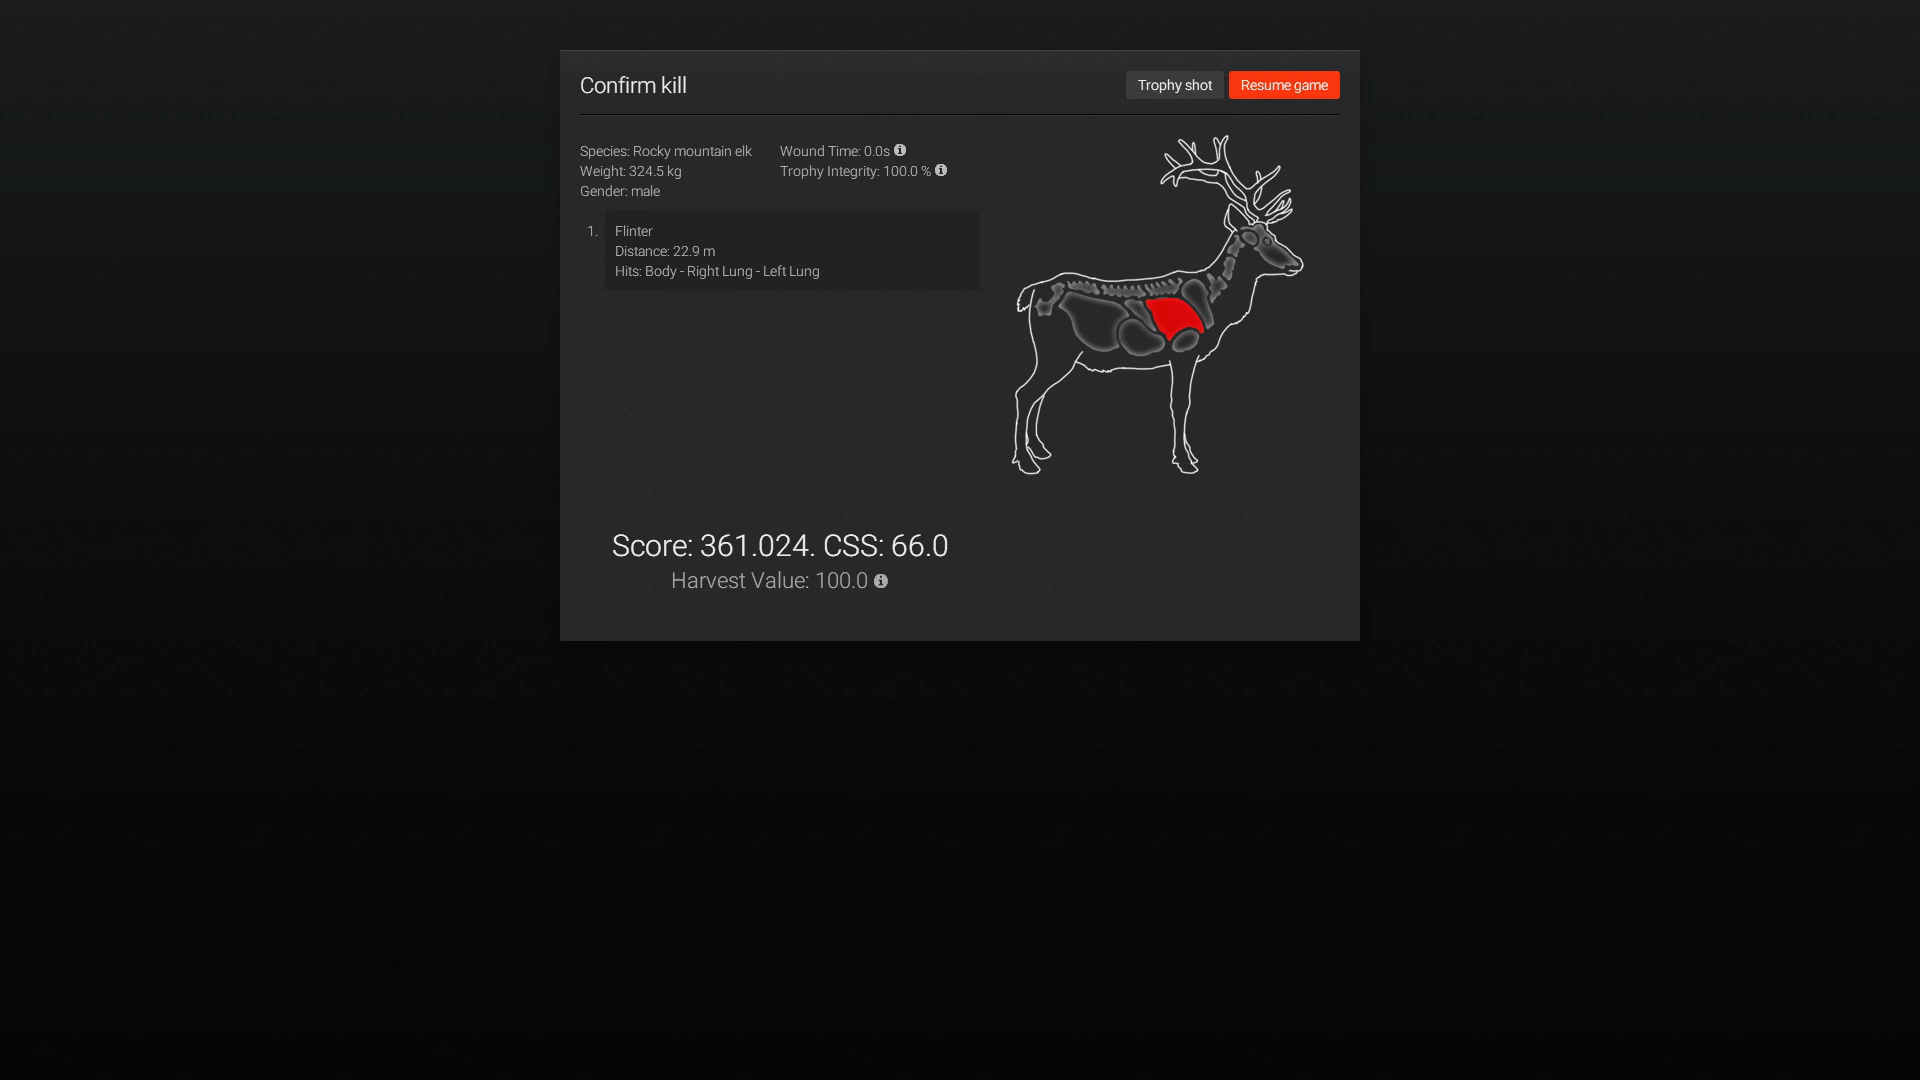 Confirm kill
Trophy shot
Resume game
Species: Rocky mountain elk
Weight: 324.5 kg
Gender: male
Wound Time: 0.0s
Trophy Integrity: 100.0 %
1.
Flinter
Distance: 22.9 m
Hits: Body - Right Lung - Left Lung
Score: 361.024. CSS: 66.0
Harvest Value: 100.0